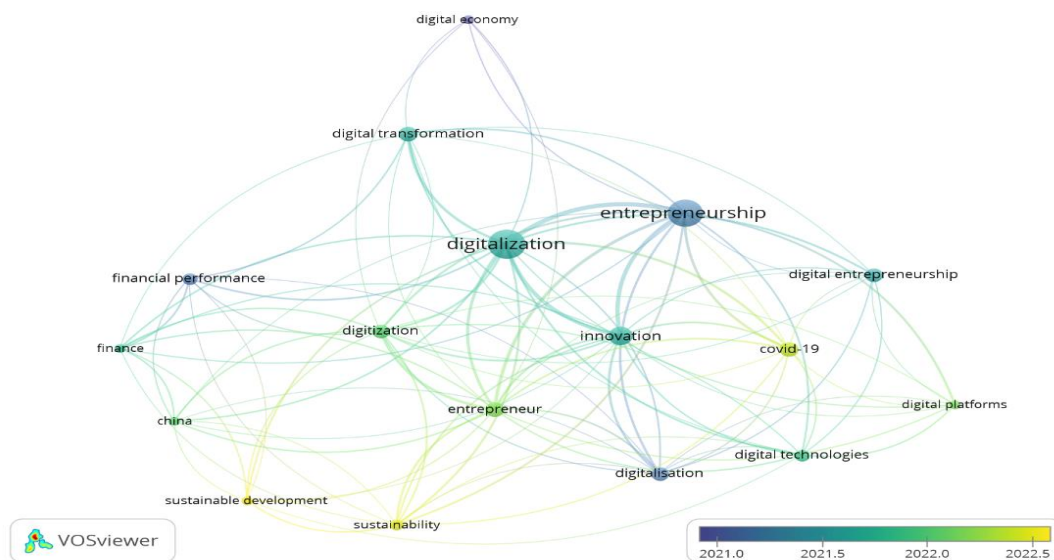 digital economy
digital transformation
entrepreneurship
digitalization
financial performance
digital entrepreneurship
digitization
innovation
finance
covid-19
entrepreneur
digital platforms
china
digital technologies
digitalisation
sustainable development
sustainability
VOSviewer
2021.0 2021.5 2022.0 2022.5